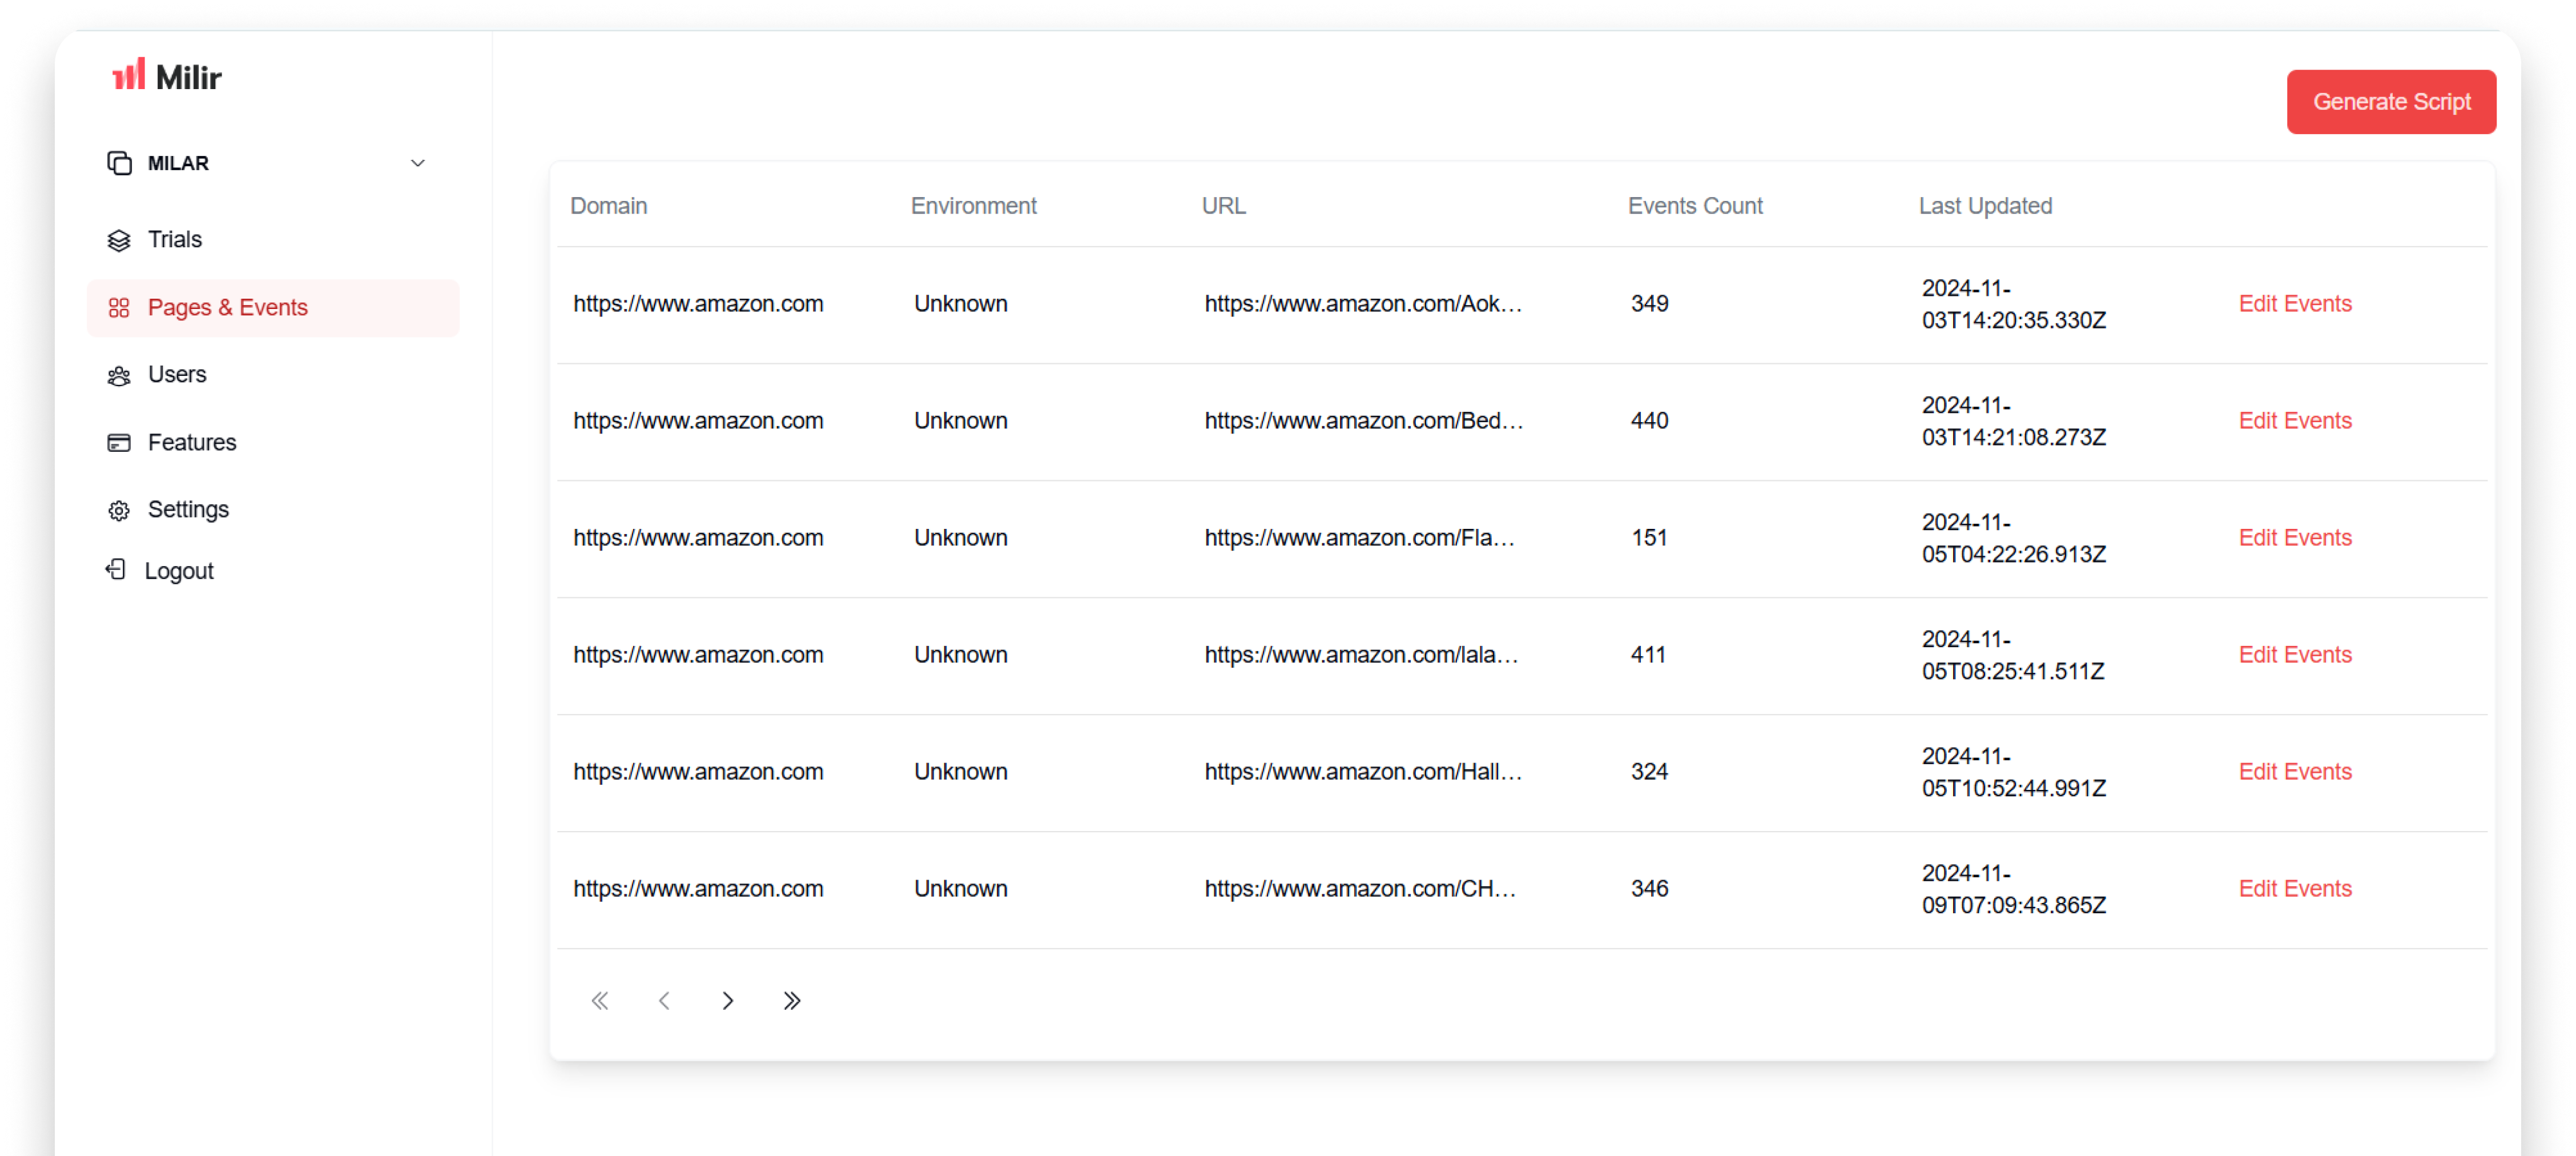 Milir
MILAR
Trials
Pages & Events
Users
Features
Settings
Logout
Generate Script
Domain Environment URL Events Count Last Updated
https://www.amazon.com Unknown https://www.amazon.com/Aok... 349 2024-11-
03T14:20:35.330Z Edit Events
https://www.amazon.com Unknown https://www.amazon.com/Bed... 440 2024-11-
03T14:21:08.273Z Edit Events
https://www.amazon.com Unknown https://www.amazon.com/Fla... 151 2024-11-
05T04:22:26.913Z Edit Events
https://www.amazon.com Unknown https://www.amazon.com/lala... 411 2024-11-
05T08:25:41.511Z Edit Events
https://www.amazon.com Unknown https://www.amazon.com/Hall... 324 2024-11-
05T10:52:44.991Z Edit Events
https://www.amazon.com Unknown https://www.amazon.com/CH... 346 2024-11-
09T07:09:43.865Z Edit Events